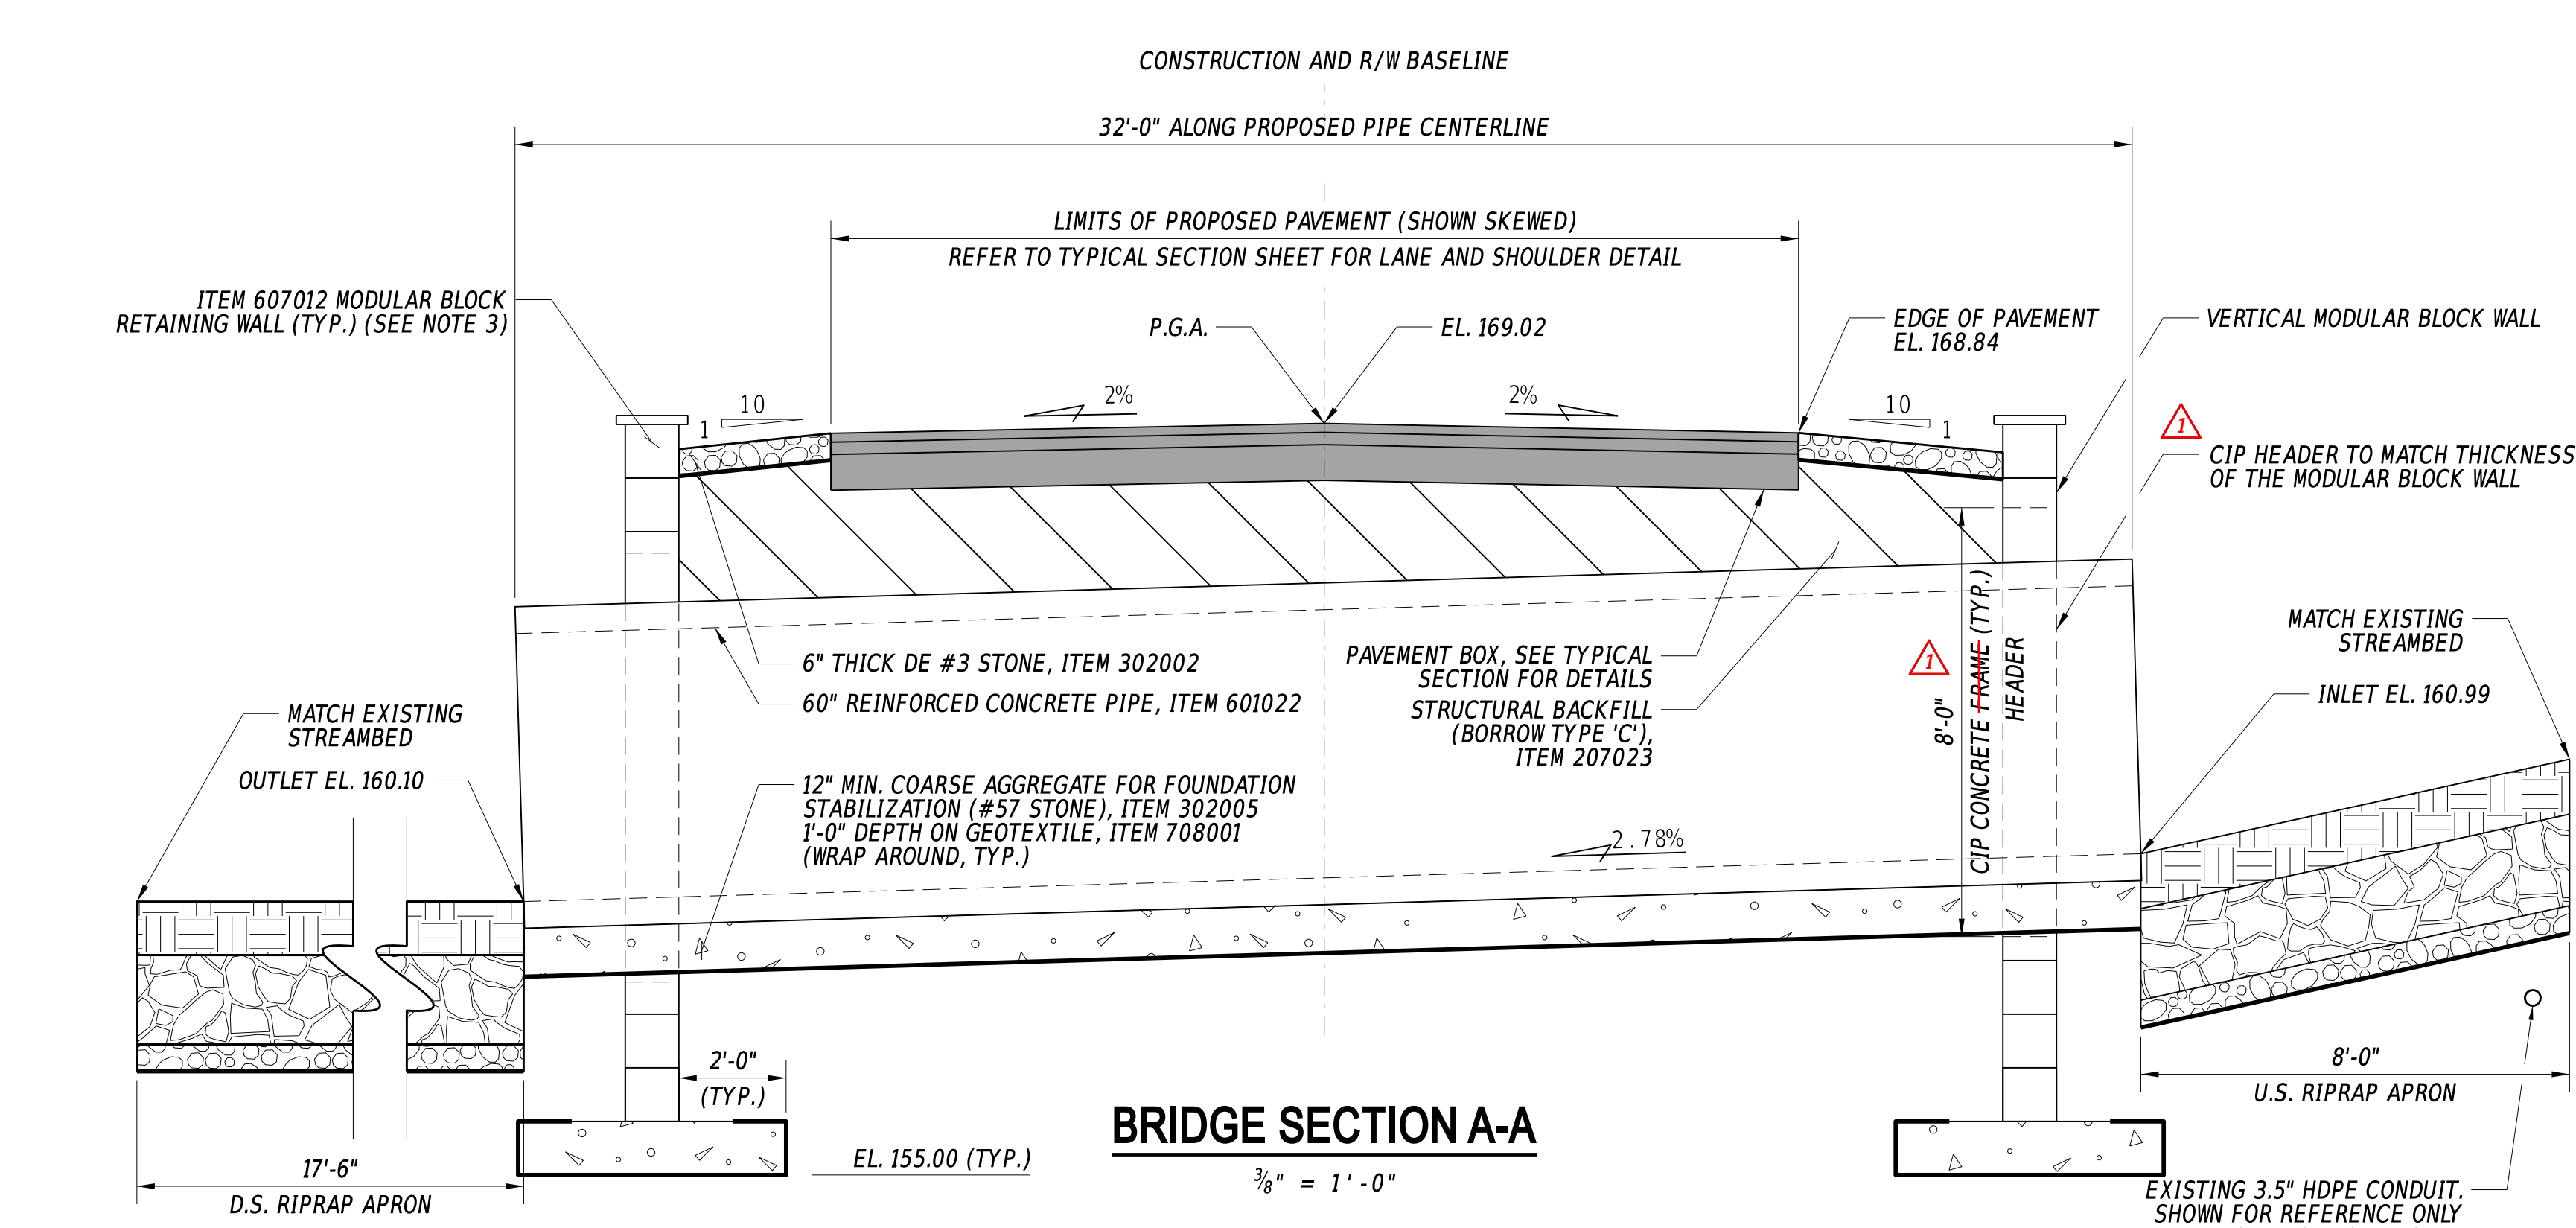 CONSTRUCTION AND R/W BASELINE
32'-0" ALONG PROPOSED PIPE CENTERLINE
LIMITS OF PROPOSED PAVEMENT (SHOWN SKEWED)
REFER TO TYPICAL SECTION SHEET FOR LANE AND SHOULDER DETAIL
ITEM 607012 MODULAR BLOCK
RETAINING WALL (TYP.) (SEE NOTE 3)
P.G.A.
EL. 169.02
EDGE OF PAVEMENT
EL. 168.84
VERTICAL MODULAR BLOCK WALL
10
1
2%
2%
10
1
1
CIP HEADER TO MATCH THICKNESS
OF THE MODULAR BLOCK WALL
6" THICK DE #3 STONE, ITEM 302002
60" REINFORCED CONCRETE PIPE, ITEM 601022
PAVEMENT BOX, SEE TYPICAL
SECTION FOR DETAILS
STRUCTURAL BACKFILL
(BORROW TYPE 'C'),
ITEM 207023
1
8'-0"
CIP CONCRETE FRAME (TYP.)
HEADER
MATCH EXISTING
STREAMBED
INLET EL. 160.99
MATCH EXISTING
STREAMBED
OUTLET EL. 160.10
12" MIN. COARSE AGGREGATE FOR FOUNDATION
STABILIZATION (#57 STONE), ITEM 302005
1'-0" DEPTH ON GEOTEXTILE, ITEM 708001
(WRAP AROUND, TYP.)
2.78%
2'-0"
(TYP.)
8'-0"
U.S. RIPRAP APRON
17'-6"
D.S. RIPRAP APRON
EL. 155.00 (TYP.)
BRIDGE SECTION A-A
3/8" = 1'-0"
EXISTING 3.5" HDPE CONDUIT.
SHOWN FOR REFERENCE ONLY